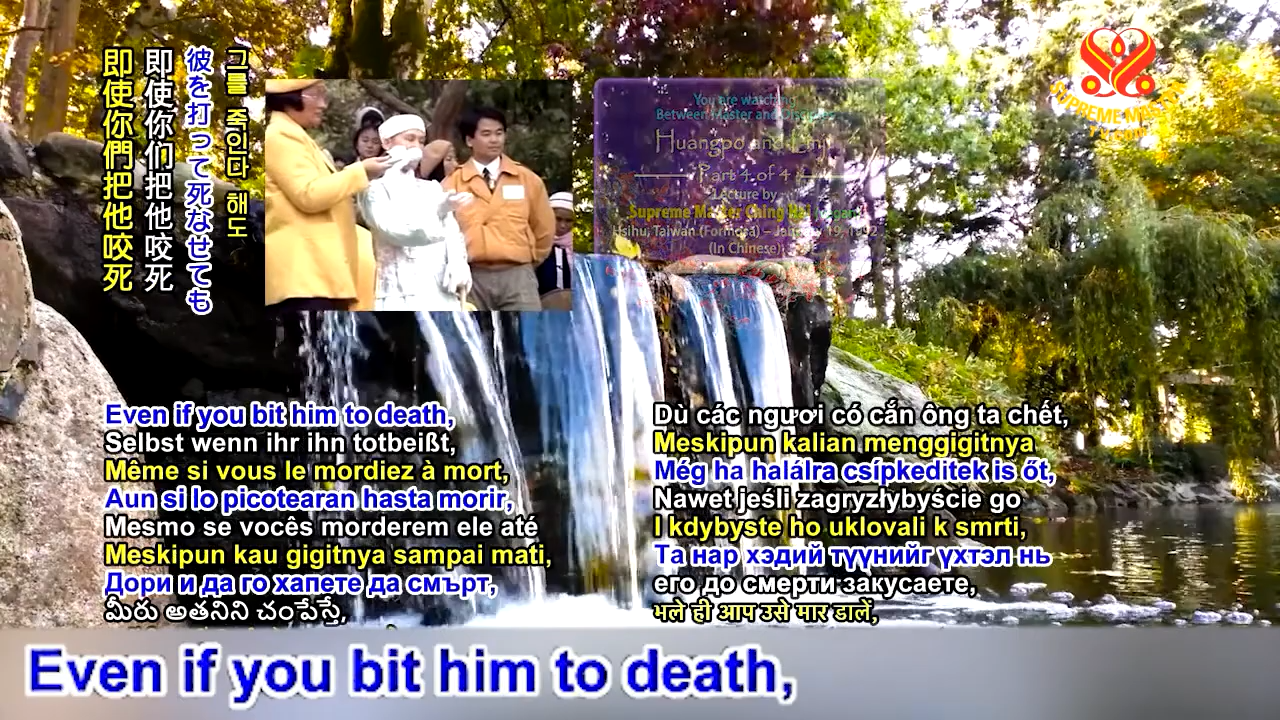 그를 죽인다 해도
彼を打って死なせても
即使你们把他咬死
即使你們把他咬死
You are watching
Between Master and Disciples
Huangpo and
Part 4 of 4
Lecture by
Supreme Master Ching Hai (vegan)
Hsihu, Taiwan (Formosa) – January 19, 1992
(In Chinese)
SUPREME MASTER
TV.com
Even if you bit him to death,
Selbst wenn ihr ihn totbeißt,
Même si vous le mordiez à mort,
Aun si lo picotearan hasta morir,
Mesmo se vocês morderem ele até
Meskipun kau gigitnya sampai mati,
Дори и да го хапете да смърт,
మీరు అతనిని చంపేస్తే,
Dù các ngươi có cắn ông ta chết,
Meskipun kalian menggigitnya
Még ha halálra csípkeditek is őt,
Nawet jeśli zagryzłybyście go
I kdybyste ho uklovali k smrti,
Та нар хэдий түүнийг үхтэл нь
его до смерти закусаете,
भले ही आप उसे मार डालें,
Even if you bit him to death,